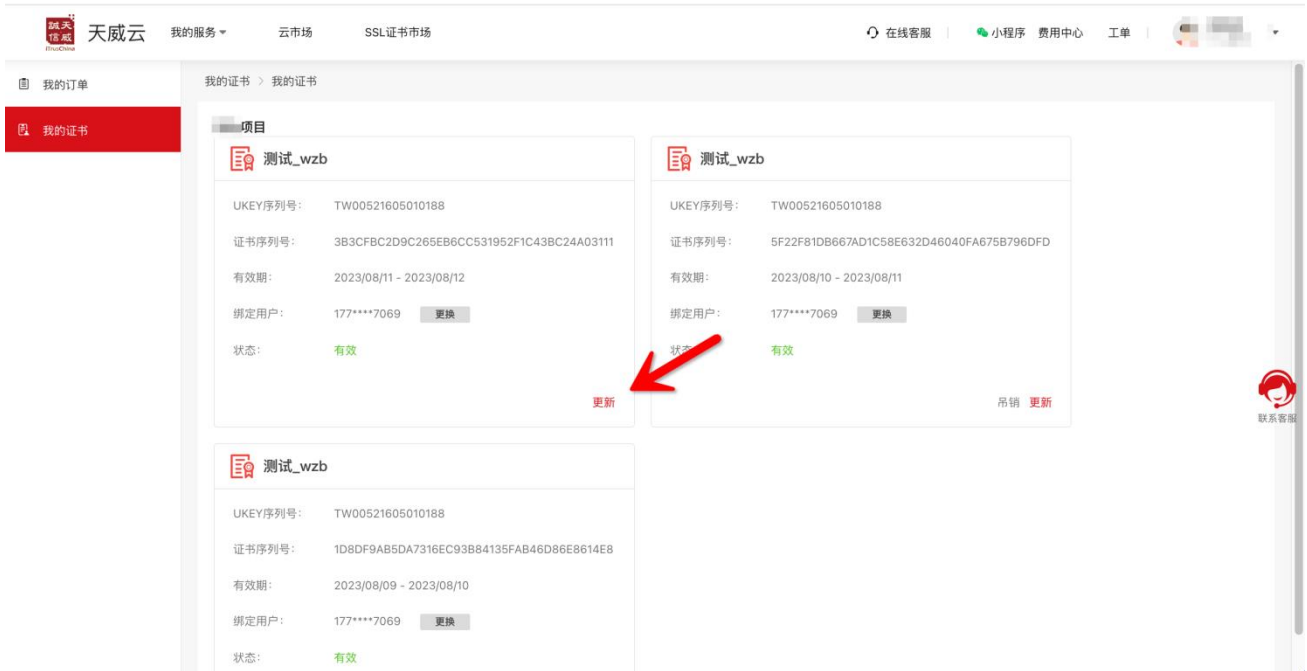 誠天
信威
iTrusChina
天威云 我的服务 云市场 SSL证书市场 在线客服 小程序 费用中心 工单
我的订单
我的证书
我的证书 > 我的证书
项目
测试_wzb
UKEY序列号: TW00521605010188
证书序列号: 3B3CFBC2D9C265EB6CC531952F1C43BC24A03111
有效期: 2023/08/11 - 2023/08/12
绑定用户: 177****7069 更换
状态: 有效
更新
测试_wzb
UKEY序列号: TW00521605010188
证书序列号: 5F22F81DB667AD1C58E632D46040FA675B796DFD
有效期: 2023/08/10 - 2023/08/11
绑定用户: 177****7069 更换
状态 有效
吊销 更新
测试_wzb
UKEY序列号: TW00521605010188
证书序列号: 1D8DF9AB5DA7316EC93B84135FAB46D86E8614E8
有效期: 2023/08/09 - 2023/08/10
绑定用户: 177****7069 更换
状态: 有效
联系客服